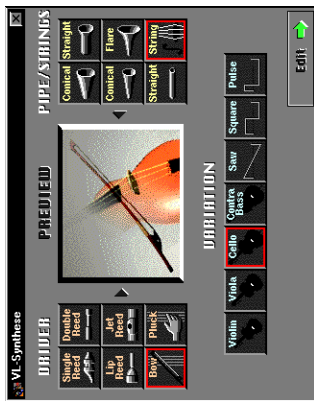 VL-Synthese
DRIVER PREVIEW PIPE/STRINGS
Single Reed
Double Reed
Conical
Straight
Lip Reed
Jet Reed
Conical
Flare
Bow
Pluck
Straight
String
VARIATION
Violin
Viola
Cello
Contra Bass
Saw
Square
Pulse
Edit